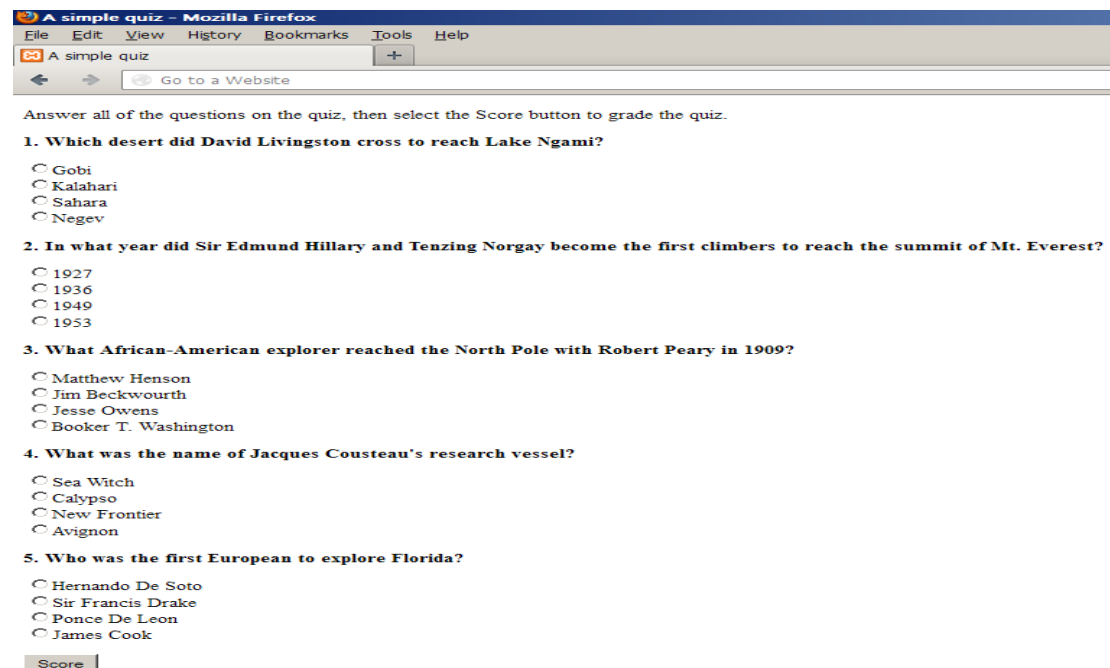 A simple quiz - Mozilla Firefox
File Edit View History Bookmarks Tools Help
A simple quiz
Go to a Website
Answer all of the questions on the quiz, then select the Score button to grade the quiz.
1. Which desert did David Livingston cross to reach Lake Ngami?
Gobi
Kalahari
Sahara
Negev
2. In what year did Sir Edmund Hillary and Tenzing Norgay become the first climbers to reach the summit of Mt. Everest?
1927
1936
1949
1953
3. What African-American explorer reached the North Pole with Robert Peary in 1909?
Matthew Henson
Jim Beckwourth
Jesse Owens
Booker T. Washington
4. What was the name of Jacques Cousteau's research vessel?
Sea Witch
Calypso
New Frontier
Avignon
5. Who was the first European to explore Florida?
Hernando De Soto
Sir Francis Drake
Ponce De Leon
James Cook
Score